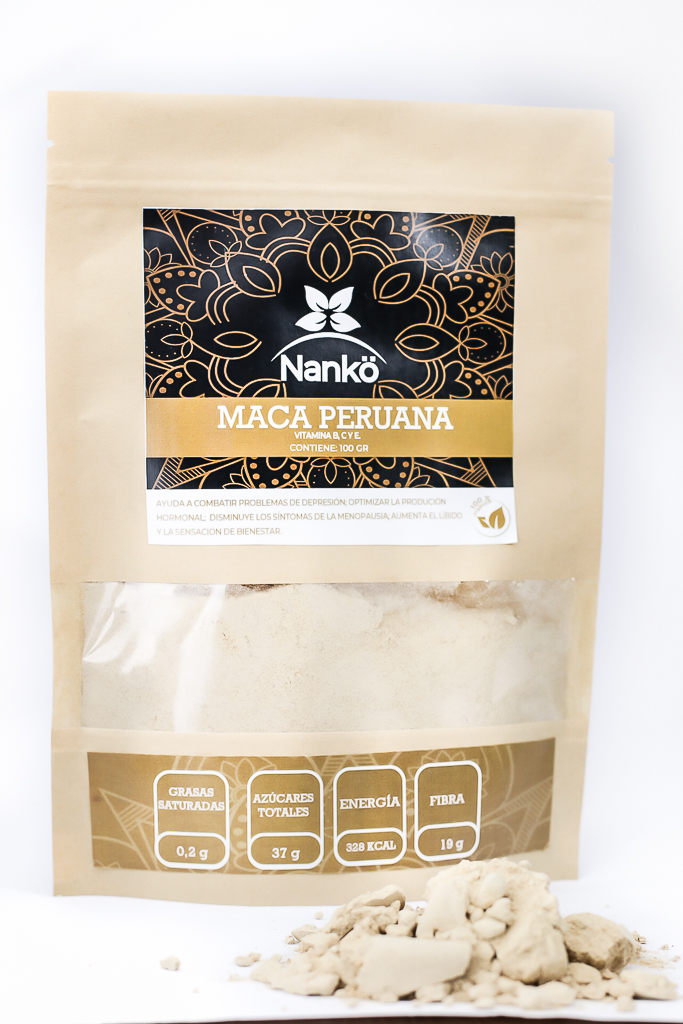 Nankö
MACA PERUANA
VITAMINA B, C Y E.
CONTIENE: 100 GR
AYUDA A COMBATIR PROBLEMAS DE DEPRESIÓN; OPTIMIZAR LA PRODUCIÓN
HORMONAL; DISMINUYE LOS SINTOMAS DE LA MENOPAUSIA; AUMENTA EL LIBIDO
Y LA SENSACIÓN DE BIENESTAR.
GRASAS
SATURADAS
0,2 g
AZÚCARES
TOTALES
37 g
ENERGÍA
328 KCAL
FIBRA
19 g